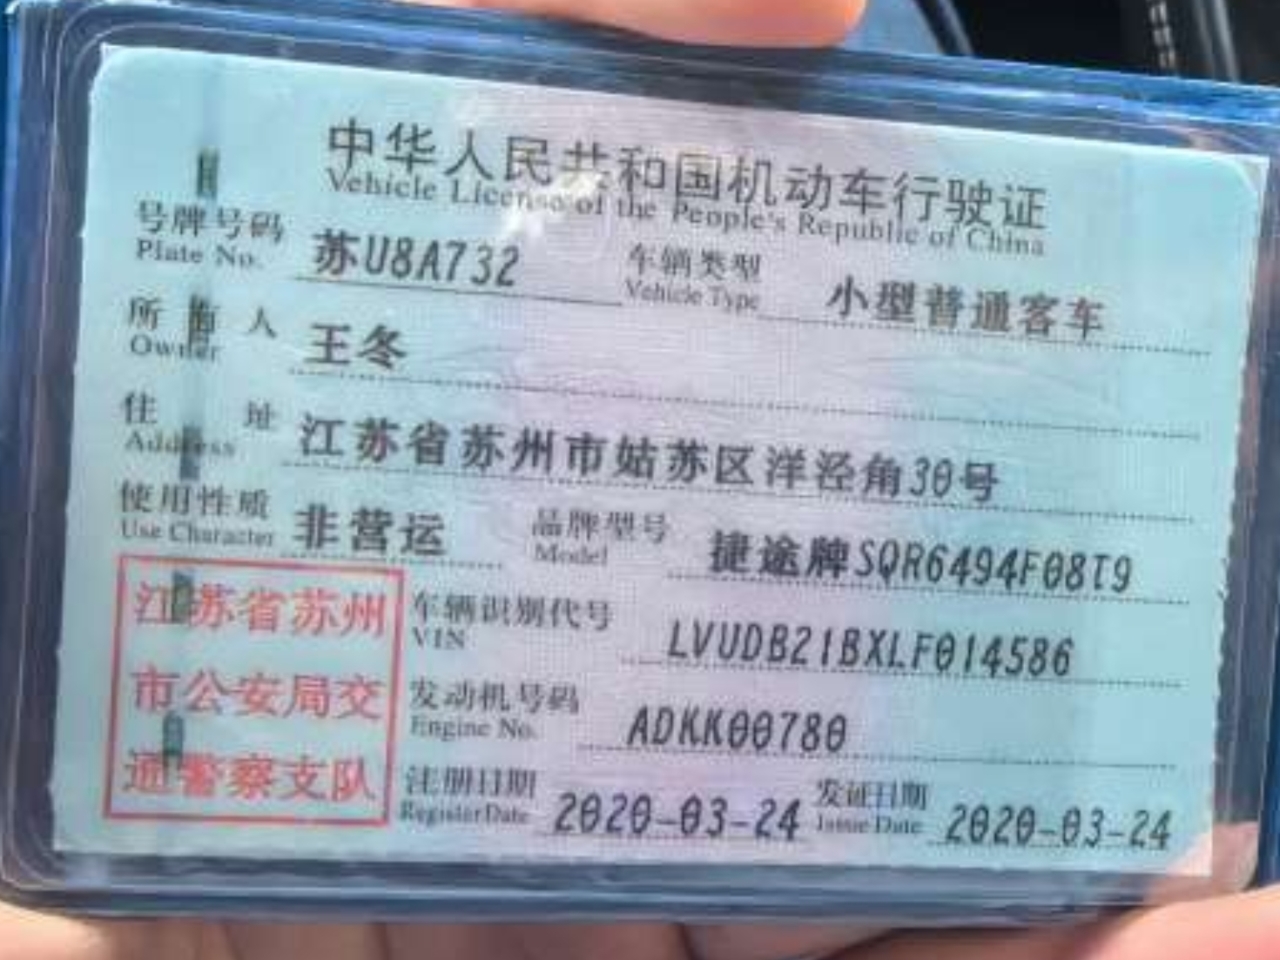 中华人民共和国机动车行驶证
Vehicle License of the People's Republic of China
号牌号码 苏U8A732 车辆类型 小型普通客车
Plate No. Vehicle Type
所有人 王冬
Owner
住址 江苏省苏州市姑苏区洋泾角30号
Address
使用性质 非营运 品牌型号 捷途牌SQR6494F08T9
Use Character Model
江苏省苏州 车辆识别代号 LVUDB21BXLF014586
VIN
市公安局交 发动机号码 ADKK00780
Engine No.
通警察支队 注册日期 2020-03-24 发证日期 2020-03-24
Register Date Issue Date